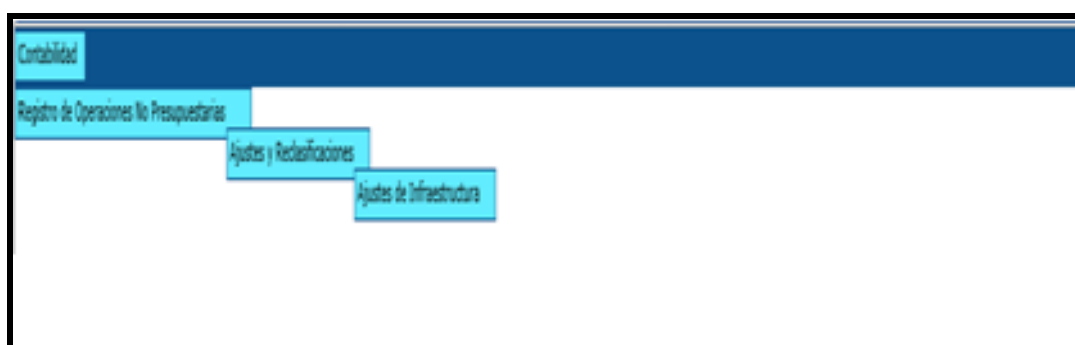 Contabilidad
Registro de Operaciones No Presupuestarias
Ajustes y Reclasificaciones
Ajustes de Infraestructura